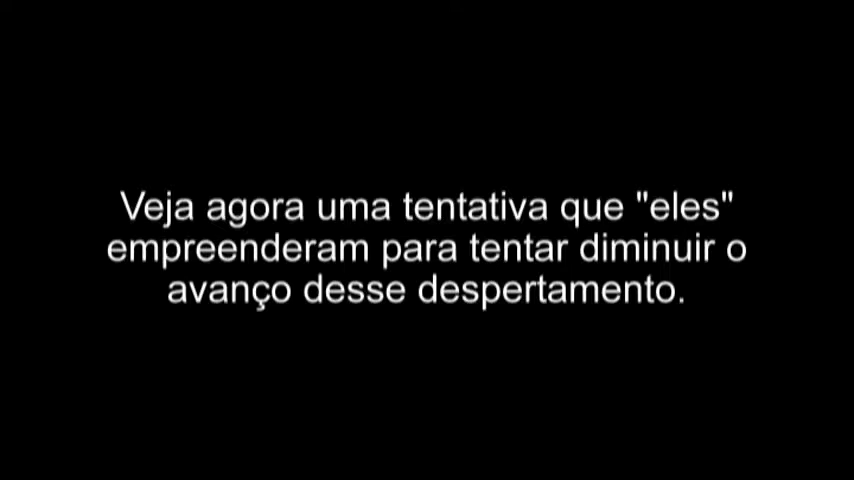 Veja agora uma tentativa que "eles"
empreenderam para tentar diminuir o
avanço desse despertamento.